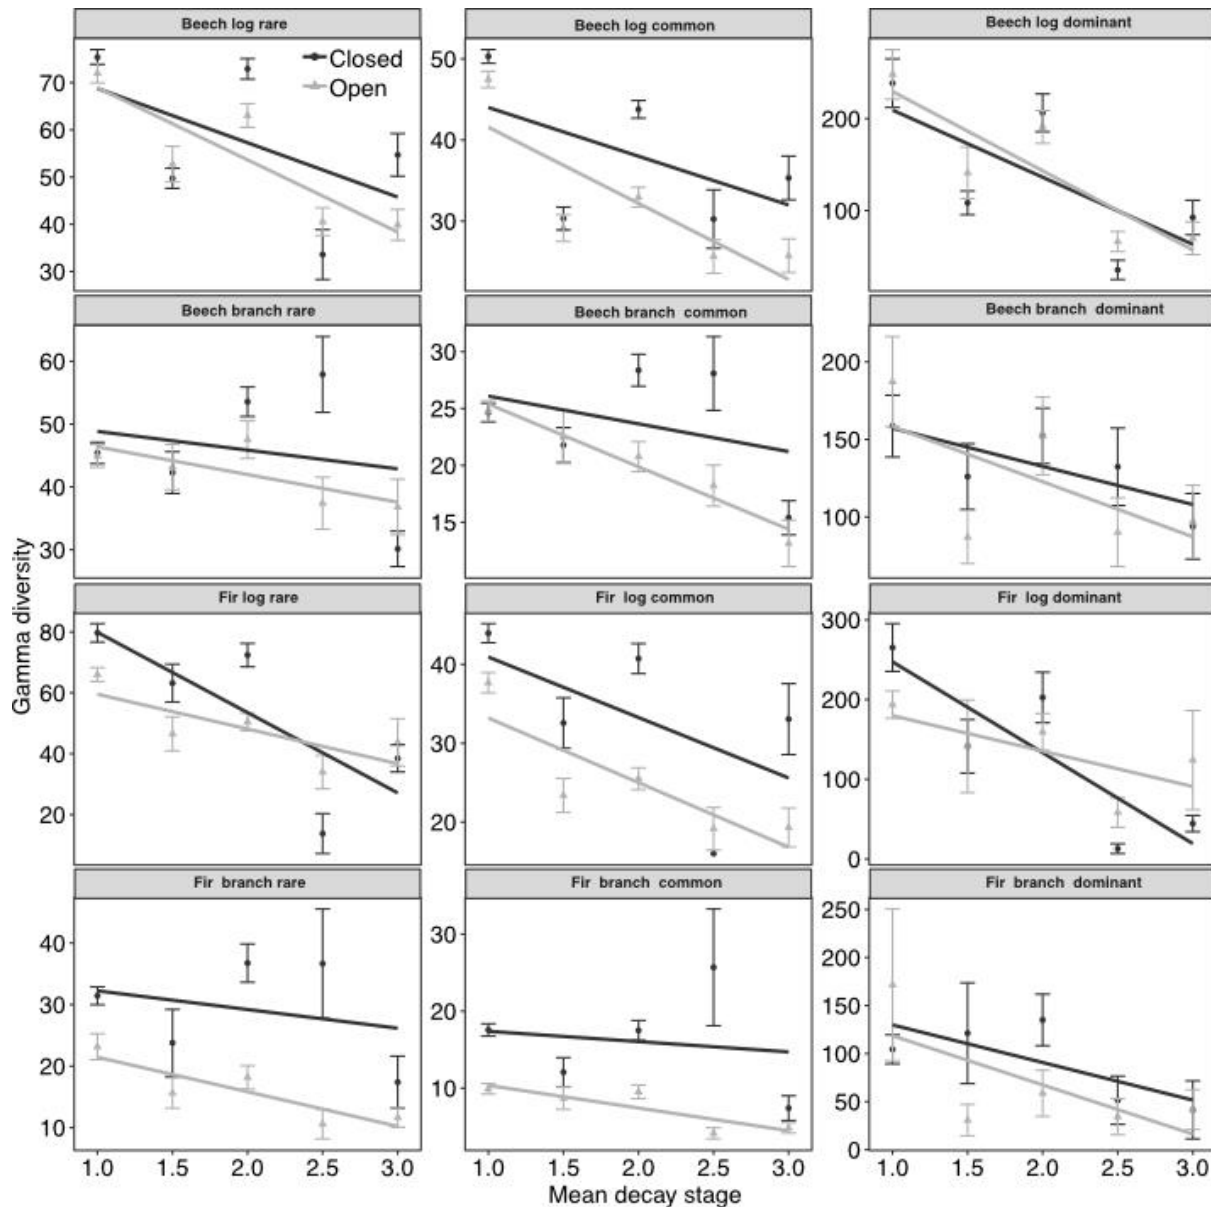 Beech log rare
Beech log common
Beech log dominant
Closed
Open
70
60
50
40
30
50
40
30
200
100
Beech branch rare
Beech branch common
Beech branch dominant
60
50
40
30
30
25
20
15
200
150
100
Fir log rare
Fir log common
Fir log dominant
80
60
40
20
40
30
20
300
200
100
0
Fir branch rare
Fir branch common
Fir branch dominant
40
30
20
10
30
20
10
250
200
150
100
50
0
1.0 1.5 2.0 2.5 3.0
1.0 1.5 2.0 2.5 3.0
1.0 1.5 2.0 2.5 3.0
Gamma diversity
Mean decay stage